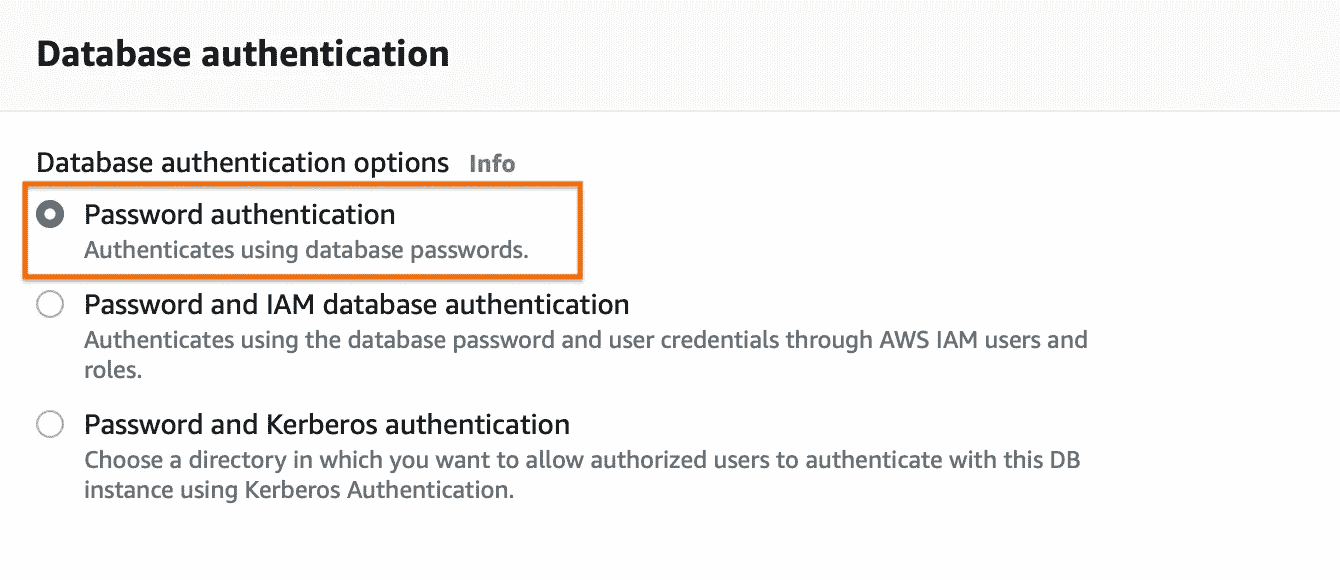 Database authentication
Database authentication options Info
Password authentication
Authenticates using database passwords.
Password and IAM database authentication
Authenticates using the database password and user credentials through AWS IAM users and
roles.
Password and Kerberos authentication
Choose a directory in which you want to allow authorized users to authenticate with this DB
instance using Kerberos Authentication.